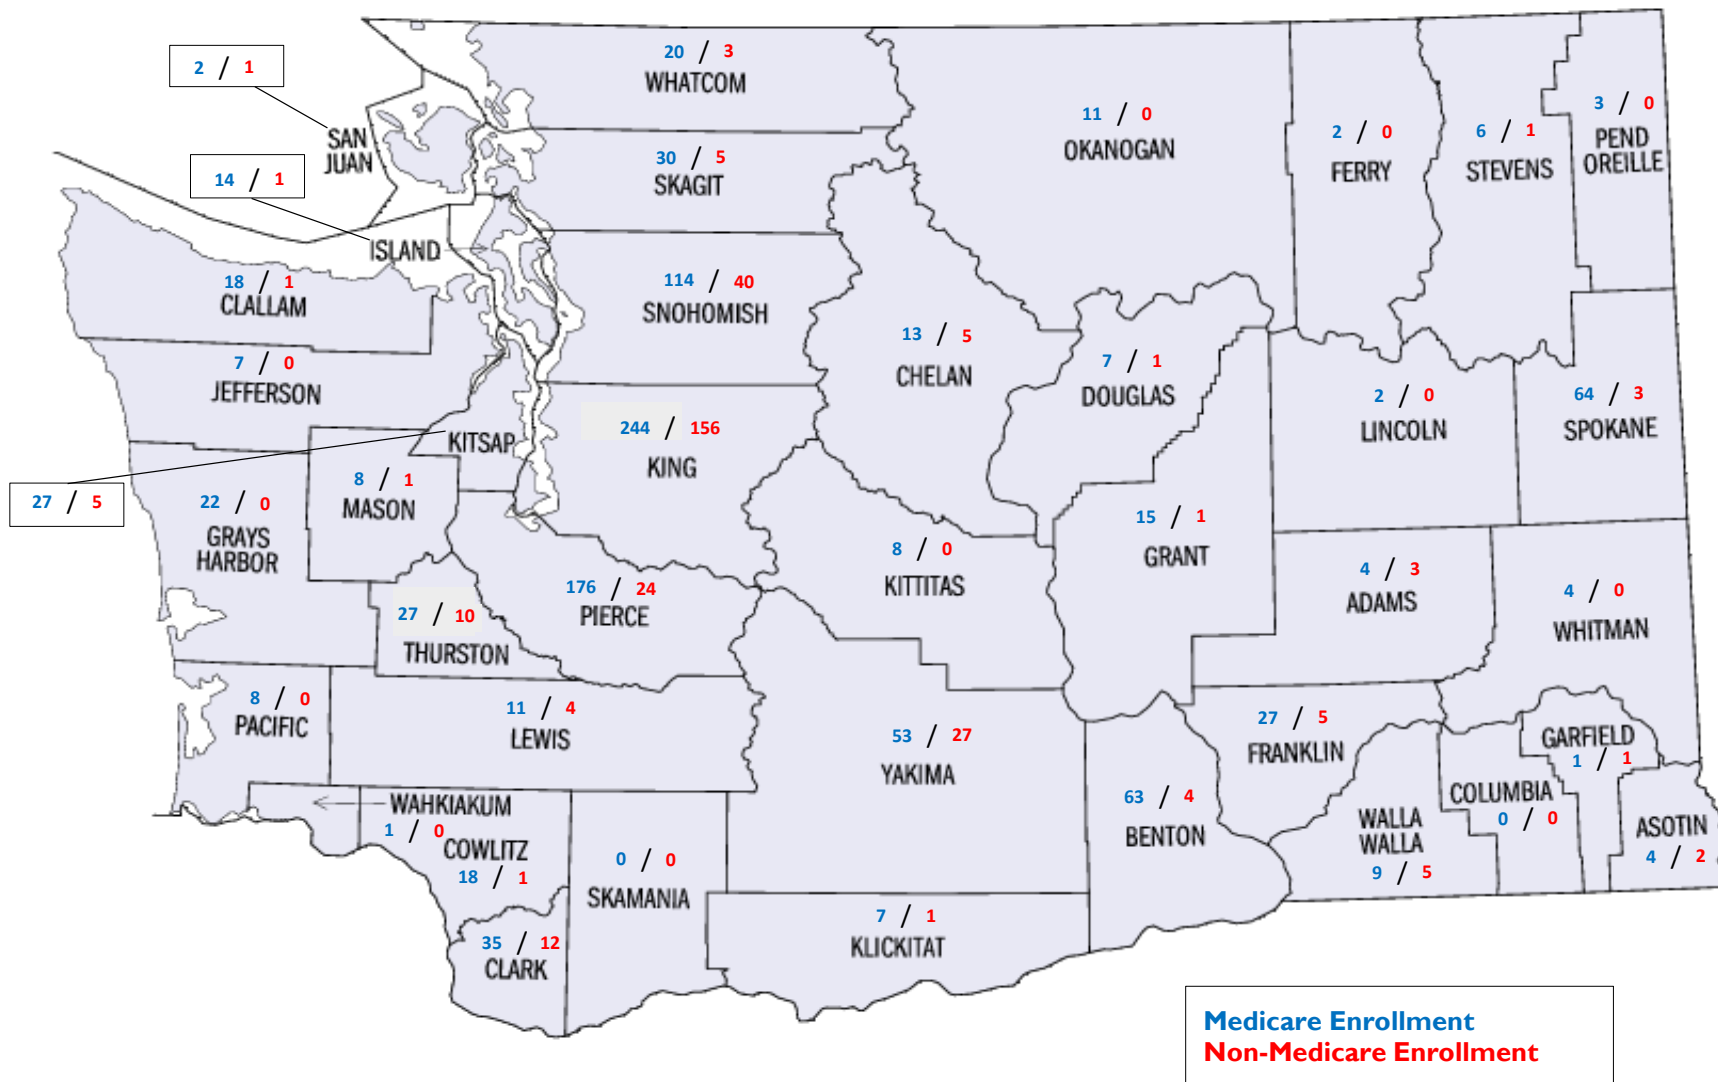 20 / 3
WHATCOM
2 / 1
SAN
JUAN
30 / 5
SKAGIT
14 / 1
ISLAND
11 / 0
OKANOGAN
2 / 0
FERRY
6 / 1
STEVENS
3 / 0
PEND
OREILLE
18 / 1
CLALLAM
114 / 40
SNOHOMISH
13 / 5
CHELAN
7 / 1
DOUGLAS
7 / 0
JEFFERSON
2 / 0
LINCOLN
64 / 3
SPOKANE
KITSAP
27 / 5
244 / 156
KING
8 / 1
MASON
22 / 0
GRAYS
HARBOR
15 / 1
GRANT
8 / 0
KITTITAS
4 / 3
ADAMS
4 / 0
WHITMAN
176 / 24
PIERCE
27 / 10
THURSTON
8 / 0
PACIFIC
11 / 4
LEWIS
53 / 27
YAKIMA
27 / 5
FRANKLIN
GARFIELD
1 / 1
63 / 4
BENTON
WALLA
WALLA
9 / 5
COLUMBIA
0 / 0
ASOTIN
4 / 2
WAHKIAKUM
1 / 0
COWLITZ
18 / 1
0 / 0
SKAMANIA
7 / 1
KLICKITAT
35 / 12
CLARK
Medicare Enrollment
Non-Medicare Enrollment